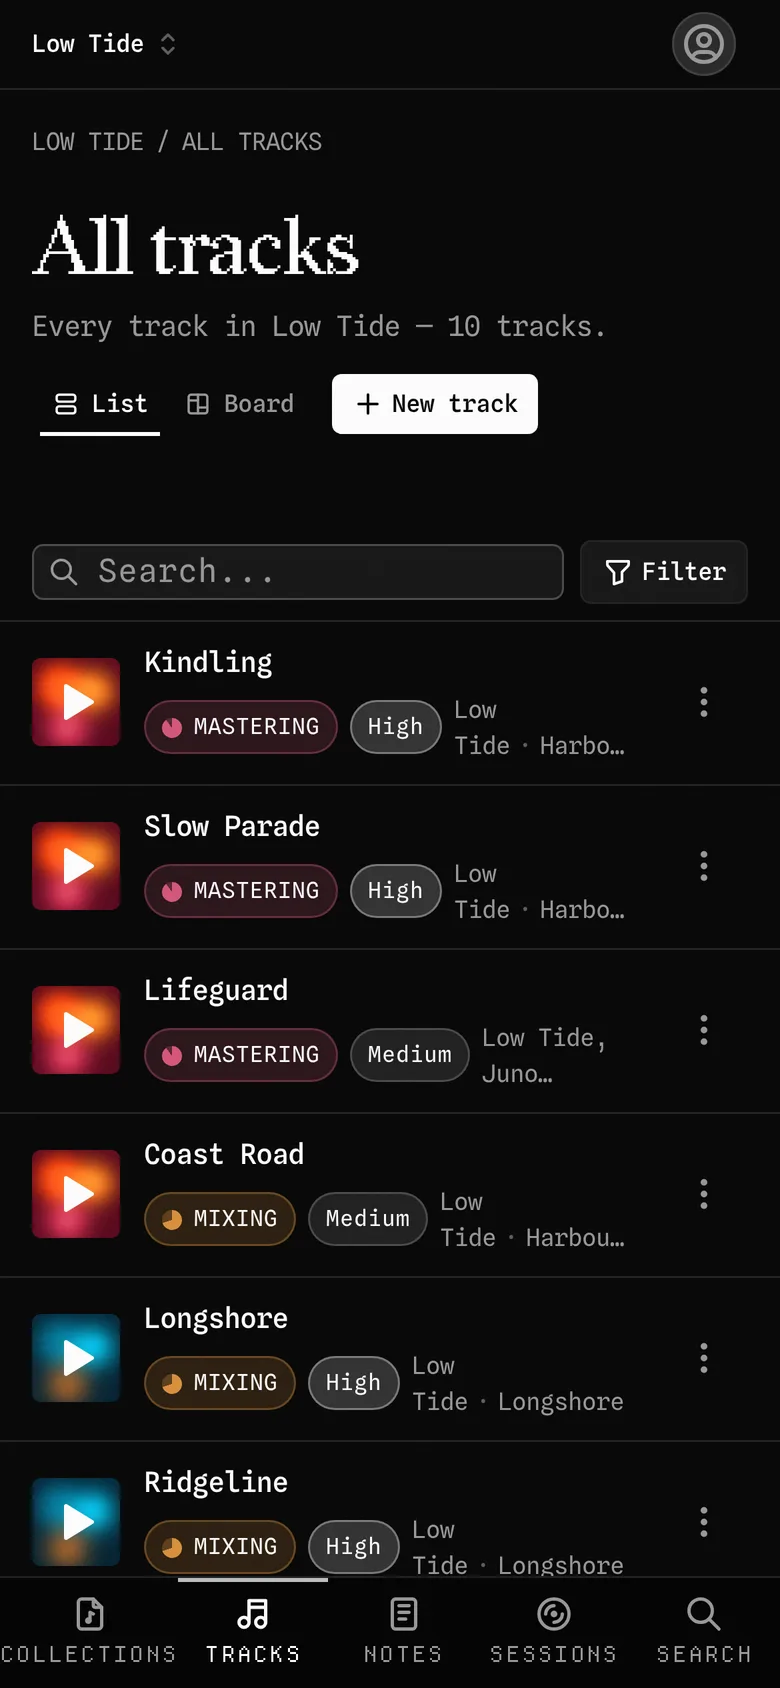 Low Tide
LOW TIDE / ALL TRACKS
All tracks
Every track in Low Tide — 10 tracks.
List
Board
New track
Search...
Filter
Kindling
MASTERING
High
Low
Tide · Harbo…
Slow Parade
MASTERING
High
Low
Tide · Harbo…
Lifeguard
MASTERING
Medium
Low Tide,
Juno…
Coast Road
MIXING
Medium
Low
Tide · Harbou…
Longshore
MIXING
High
Low
Tide · Longshore
Ridgeline
MIXING
High
Low
Tide · Longshore
COLLECTIONS
TRACKS
NOTES
SESSIONS
SEARCH